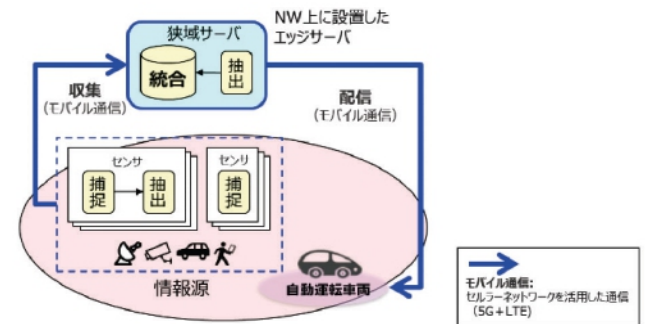 NW上に設置した
エッジサーバ
狭域サーバ
統合
抽出
収集
(モバイル通信)
配信
(モバイル通信)
センサ
捕捉
抽出
センリ
捕捉
情報源
自動運転車両
モバイル通信:
セルラーネットワークを活用した通信
(5G+LTE)